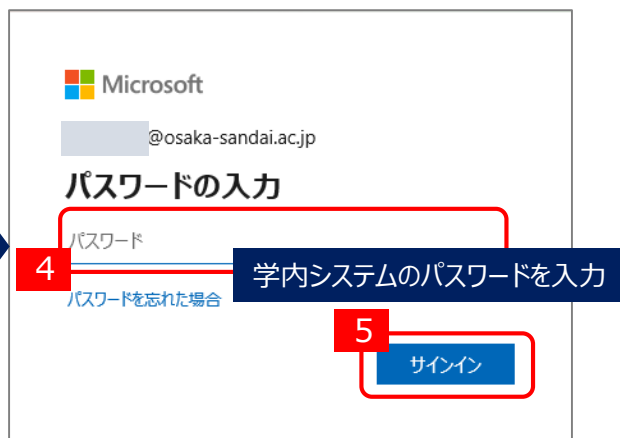 Microsoft
@osaka-sandai.ac.jp
パスワードの入力
パスワード
4
学内システムのパスワードを入力
パスワードを忘れた場合
5
サインイン